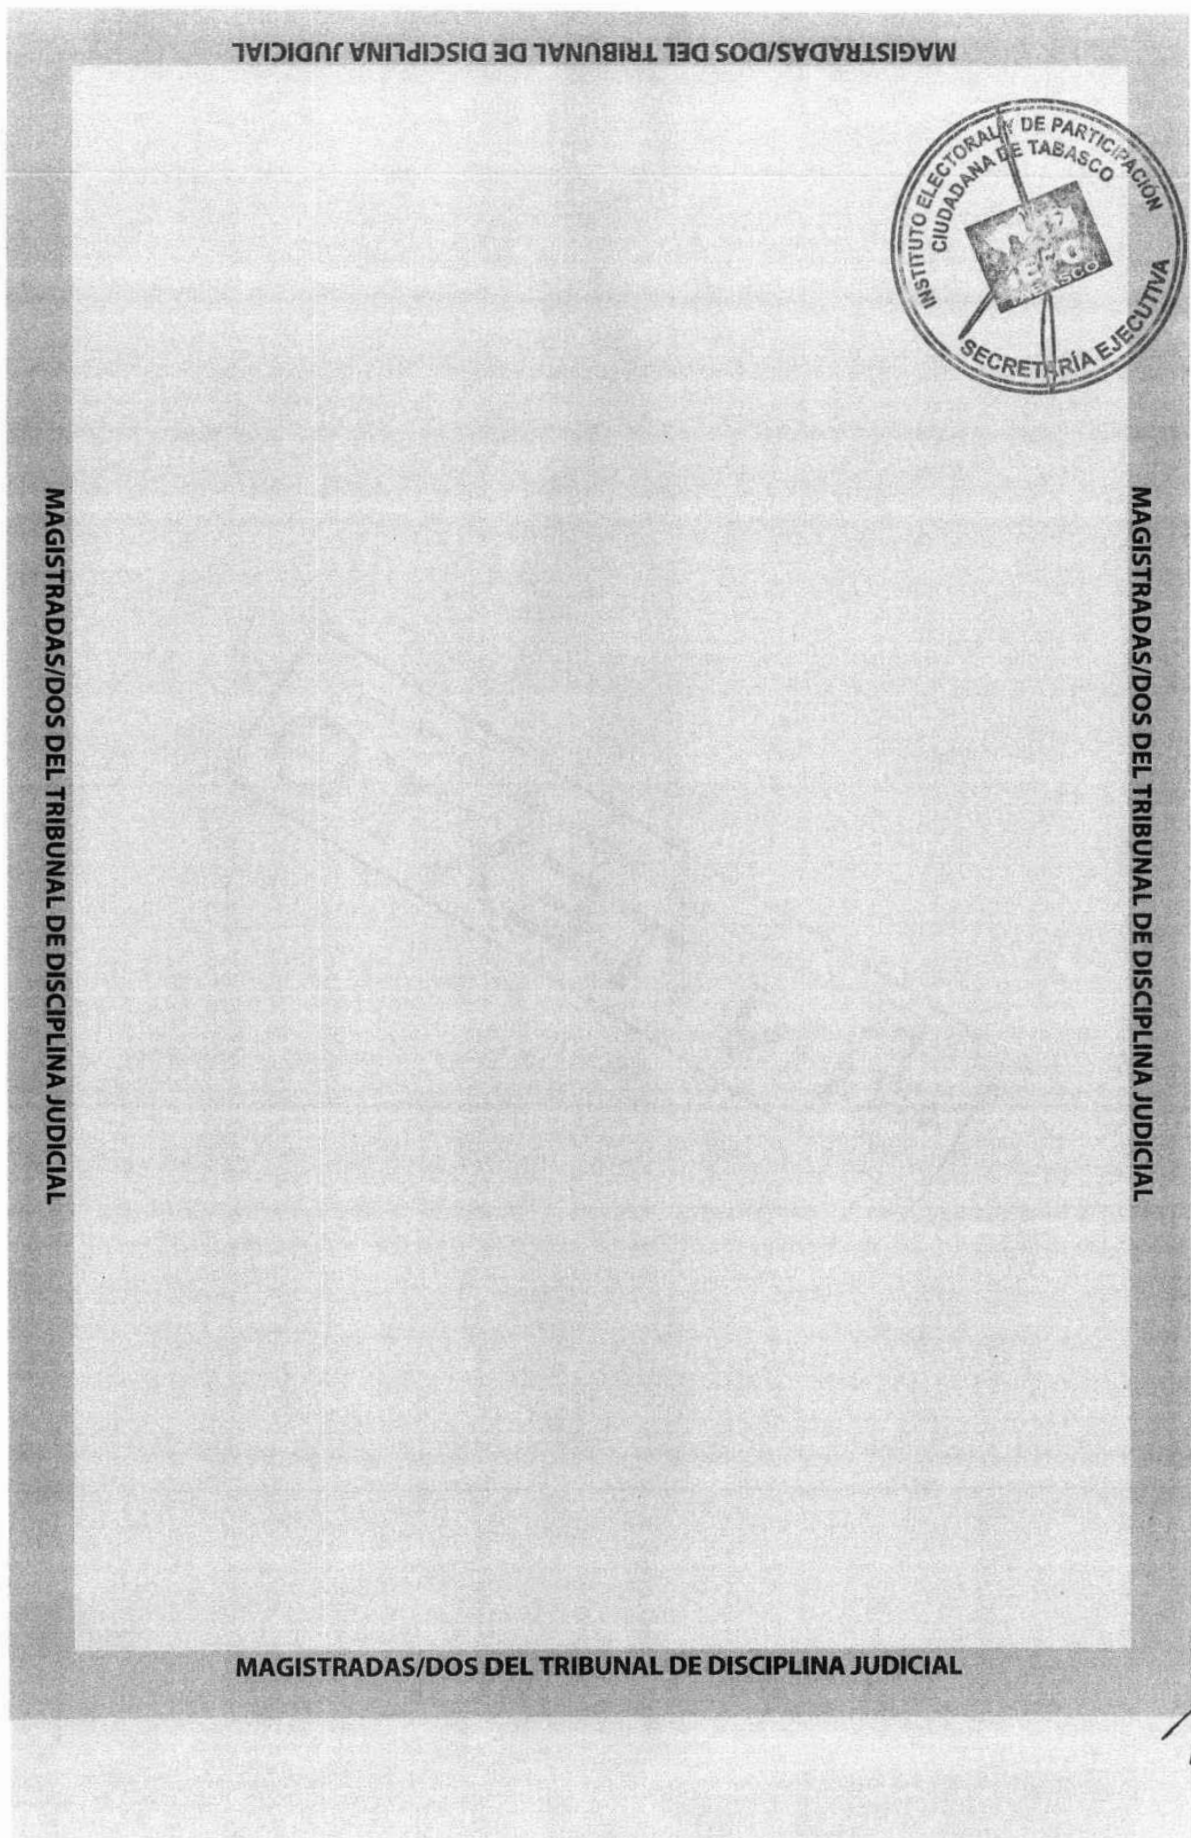 MAGISTRADAS/DOS DEL TRIBUNAL DE DISCIPLINA JUDICIAL
INSTITUTO ELECTORAL Y DE PARTICIPACIÓN
CIUDADANA DE TABASCO
TABASCO
SECRETARÍA EJECUTIVA
MAGISTRADAS/DOS DEL TRIBUNAL DE DISCIPLINA JUDICIAL
MAGISTRADAS/DOS DEL TRIBUNAL DE DISCIPLINA JUDICIAL
MAGISTRADAS/DOS DEL TRIBUNAL DE DISCIPLINA JUDICIAL